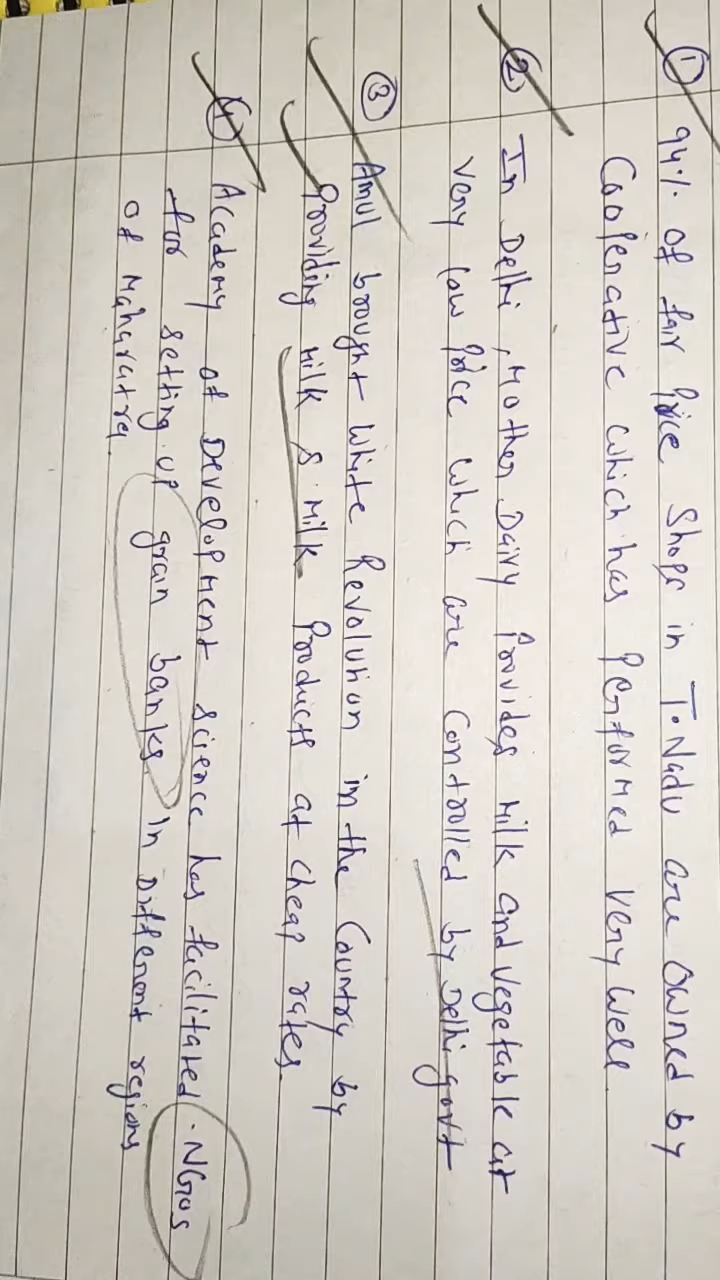 ① 94% of fair Price Shops in T.Nadu are owned by
Cooperative which has Performed very well
② In Delhi, Mother Dairy Provides Milk and vegetable at
very low Price which are Controlled by Delhi govt
③ Amul brought white Revolution in the Country by
Providing Milk & Milk Products at cheap rates.
④ Academy of Development science has facilitated NGOs
for setting up grain banks in Different regions
of Maharatra